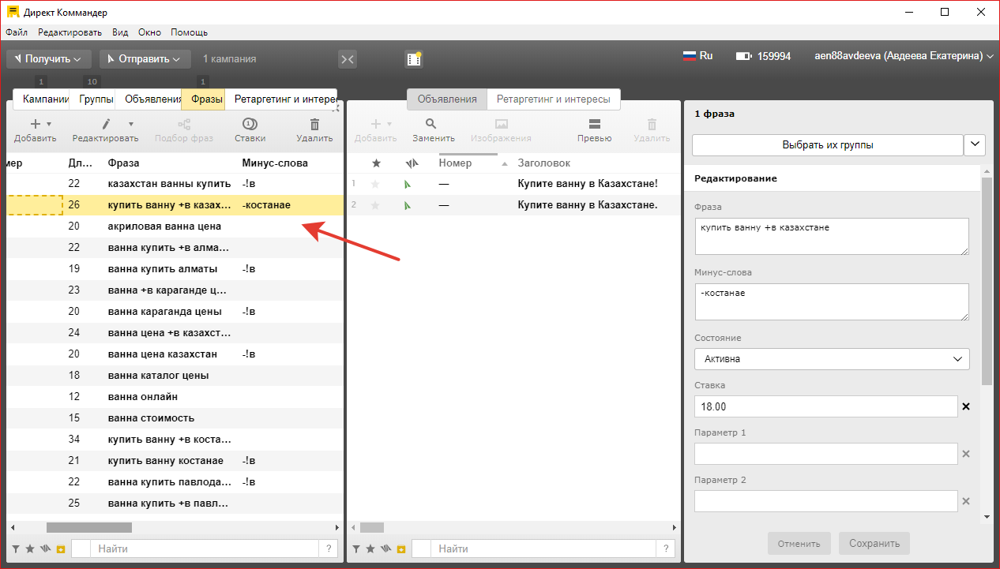 Директ Коммандер
Файл Редактировать Вид Окно Помощь
Получить Отправить 1 кампания Ru 159994 aen88avdeeva (Авдеева Екатерина)
1 10 1
Кампании Группы Объявления Фразы Ретаргетинг и интере
Добавить Редактировать Подбор фраз Ставки Удалить
мер Дл... Фраза Минус-слова
22 казахстан ванны купить -!в
26 купить ванну +в казах... -костанае
20 акриловая ванна цена
22 ванна купить +в алма...
19 ванна купить алматы -!в
23 ванна +в караганде ц...
20 ванна караганда цены -!в
24 ванна цена +в казахст...
20 ванна цена казахстан -!в
18 ванна каталог цены
12 ванна онлайн
15 ванна стоимость
34 купить ванну +в коста...
21 купить ванну костанае -!в
22 ванна купить павлода... -!в
25 ванна купить +в павл...
Найти ?
Объявления Ретаргетинг и интересы
Добавить Заменить Изображения Превью Удалить
Номер Заголовок
1 — Купите ванну в Казахстане!
2 — Купите ванну в Казахстане.
Найти ?
1 фраза
Выбрать их группы
Редактирование
Фраза
купить ванну +в казахстане
Минус-слова
-костанае
Состояние
Активна
Ставка
18.00
Параметр 1
Параметр 2
Отменить Сохранить